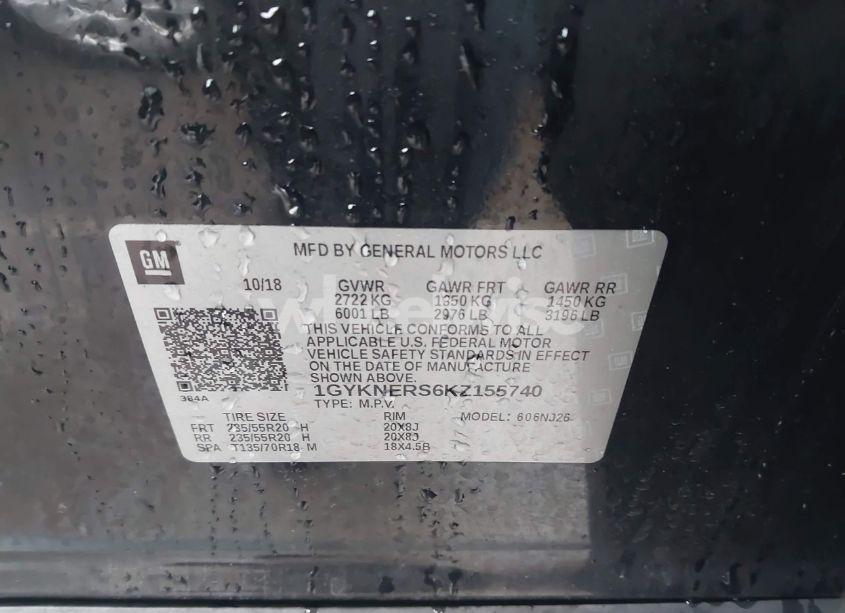 GM
MFD BY GENERAL MOTORS LLC
10/18 GVWR GAWR FRT GAWR RR
2722 KG 1350 KG 1450 KG
6001 LB 2976 LB 3196 LB
THIS VEHICLE CONFORMS TO ALL
APPLICABLE U.S. FEDERAL MOTOR
VEHICLE SAFETY STANDARDS IN EFFECT
ON THE DATE OF MANUFACTURE
SHOWN ABOVE.
384A
1GYKNERS6KZ155740
TYPE: M.P.V.
TIRE SIZE RIM MODEL: 6O6NJ26
FRT 235/55R20 H 20X8J
RR 235/55R20 H 20X8J
SPA T135/70R18 M 18X4.5B